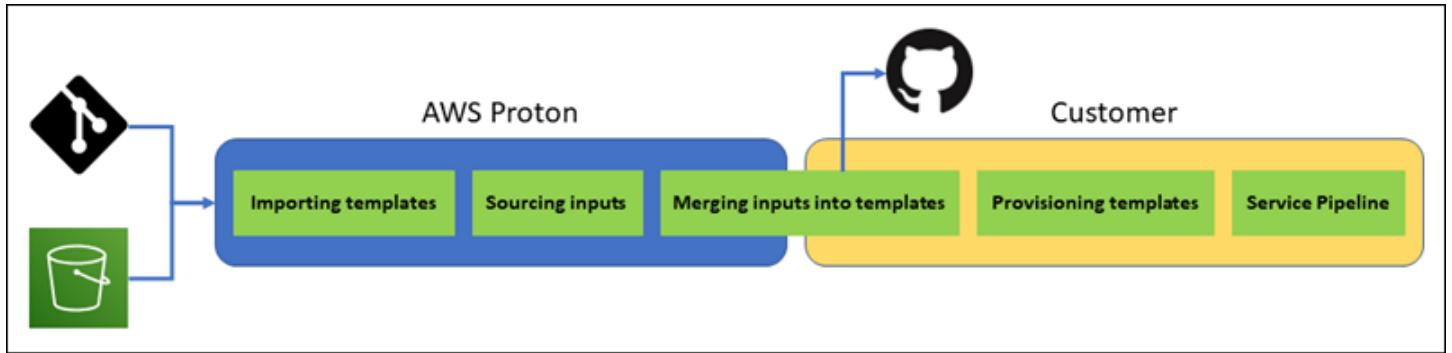 AWS Proton
Customer
Importing templates
Sourcing inputs
Merging inputs into templates
Provisioning templates
Service Pipeline